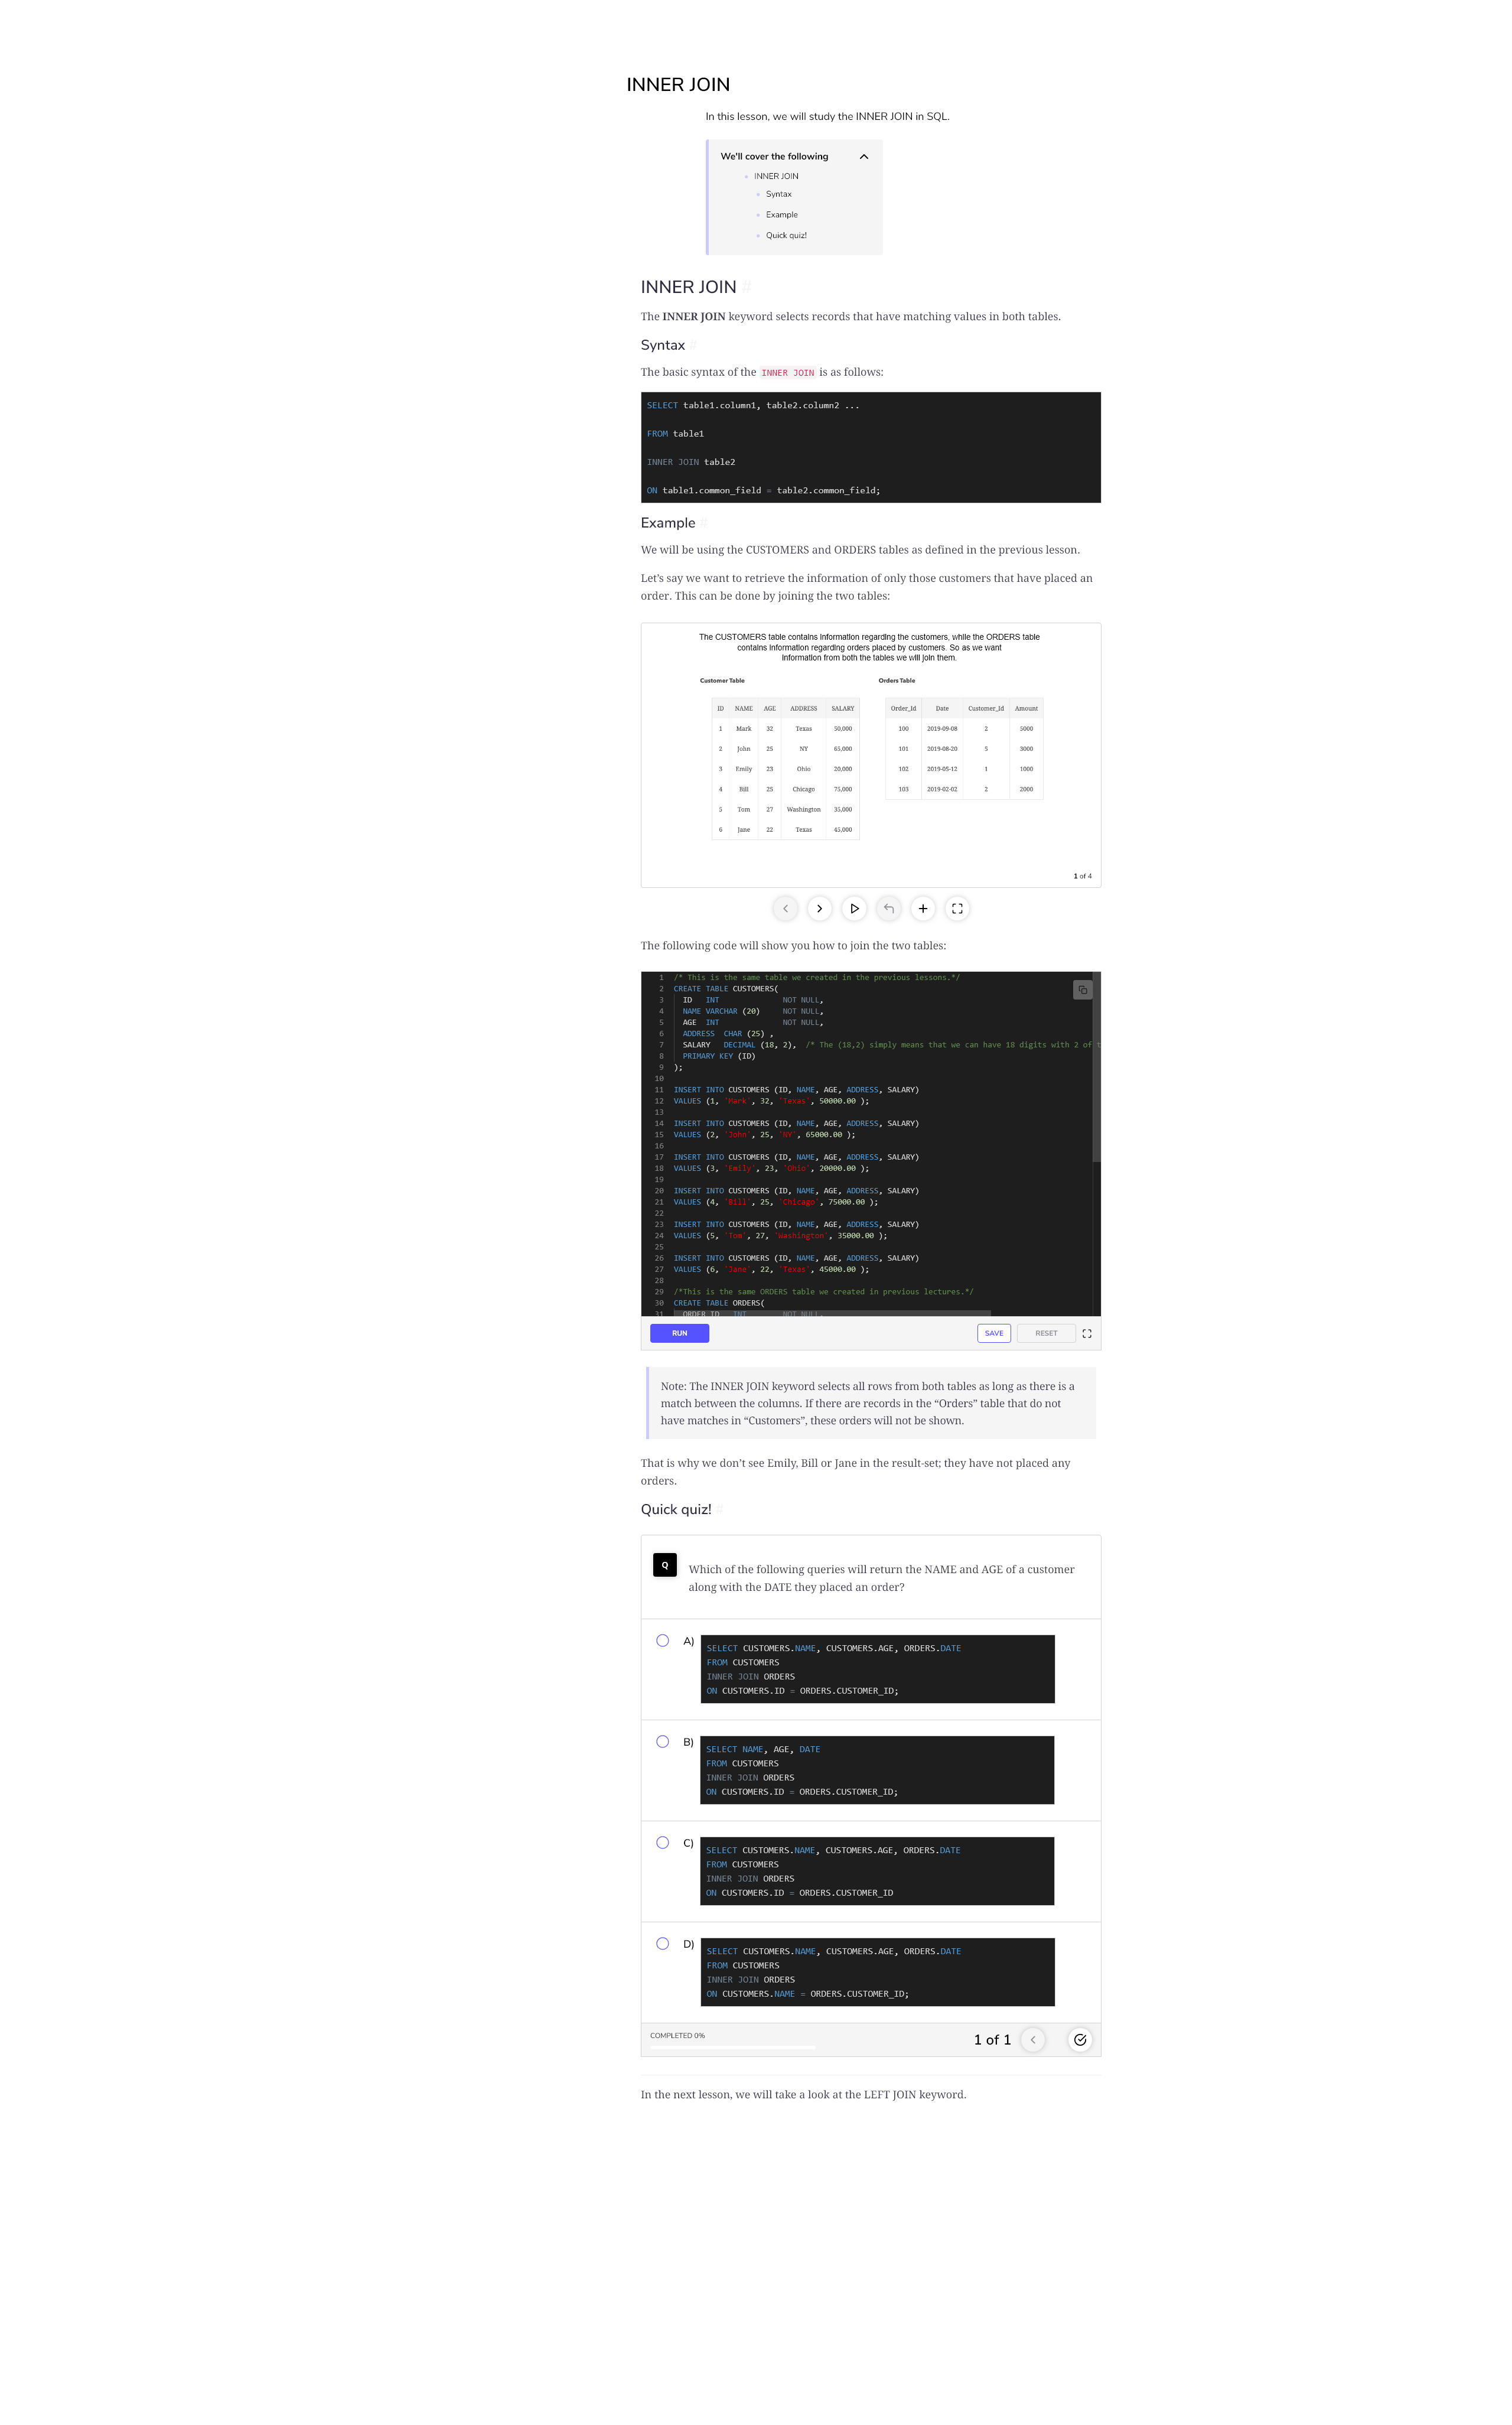 INNER JOIN
In this lesson, we will study the INNER JOIN in SQL.
We'll cover the following
INNER JOIN
Syntax
Example
Quick quiz!
INNER JOIN #
The INNER JOIN keyword selects records that have matching values in both tables.
Syntax #
The basic syntax of the INNER JOIN is as follows:
SELECT table1.column1, table2.column2 ...
FROM table1
INNER JOIN table2
ON table1.common_field = table2.common_field;
Example #
We will be using the CUSTOMERS and ORDERS tables as defined in the previous lesson.
Let’s say we want to retrieve the information of only those customers that have placed an
order. This can be done by joining the two tables:
The CUSTOMERS table contains information regarding the customers, while the ORDERS table
contains information regarding orders placed by customers. So as we want
information from both the tables we will join them.
Customer Table Orders Table
ID NAME AGE ADDRESS SALARY Order_Id Date Customer_Id Amount
1 Mark 32 Texas 50,000 100 2019-09-08 2 5000
2 John 25 NY 65,000 101 2019-08-20 5 3000
3 Emily 23 Ohio 20,000 102 2019-05-12 1 1000
4 Bill 25 Chicago 75,000 103 2019-02-02 2 2000
5 Tom 27 Washington 35,000
6 Jane 22 Texas 45,000
1 of 4
The following code will show you how to join the two tables:
1 /* This is the same table we created in the previous lessons.*/
2 CREATE TABLE CUSTOMERS(
3 ID INT NOT NULL,
4 NAME VARCHAR (20) NOT NULL,
5 AGE INT NOT NULL,
6 ADDRESS CHAR (25) ,
7 SALARY DECIMAL (18, 2), /* The (18,2) simply means that we can have 18 digits with 2 of t
8 PRIMARY KEY (ID)
9 );
10
11 INSERT INTO CUSTOMERS (ID, NAME, AGE, ADDRESS, SALARY)
12 VALUES (1, 'Mark', 32, 'Texas', 50000.00 );
13
14 INSERT INTO CUSTOMERS (ID, NAME, AGE, ADDRESS, SALARY)
15 VALUES (2, 'John', 25, 'NY', 65000.00 );
16
17 INSERT INTO CUSTOMERS (ID, NAME, AGE, ADDRESS, SALARY)
18 VALUES (3, 'Emily', 23, 'Ohio', 20000.00 );
19
20 INSERT INTO CUSTOMERS (ID, NAME, AGE, ADDRESS, SALARY)
21 VALUES (4, 'Bill', 25, 'Chicago', 75000.00 );
22
23 INSERT INTO CUSTOMERS (ID, NAME, AGE, ADDRESS, SALARY)
24 VALUES (5, 'Tom', 27, 'Washington', 35000.00 );
25
26 INSERT INTO CUSTOMERS (ID, NAME, AGE, ADDRESS, SALARY)
27 VALUES (6, 'Jane', 22, 'Texas', 45000.00 );
28
29 /*This is the same ORDERS table we created in previous lectures.*/
30 CREATE TABLE ORDERS(
31 ORDER_ID INT NOT NULL,
RUN SAVE RESET
Note: The INNER JOIN keyword selects all rows from both tables as long as there is a
match between the columns. If there are records in the “Orders” table that do not
have matches in “Customers”, these orders will not be shown.
That is why we don’t see Emily, Bill or Jane in the result-set; they have not placed any
orders.
Quick quiz! #
Q
Which of the following queries will return the NAME and AGE of a customer
along with the DATE they placed an order?
A) SELECT CUSTOMERS.NAME, CUSTOMERS.AGE, ORDERS.DATE
FROM CUSTOMERS
INNER JOIN ORDERS
ON CUSTOMERS.ID = ORDERS.CUSTOMER_ID;
B) SELECT NAME, AGE, DATE
FROM CUSTOMERS
INNER JOIN ORDERS
ON CUSTOMERS.ID = ORDERS.CUSTOMER_ID;
C) SELECT CUSTOMERS.NAME, CUSTOMERS.AGE, ORDERS.DATE
FROM CUSTOMERS
INNER JOIN ORDERS
ON CUSTOMERS.ID = ORDERS.CUSTOMER_ID
D) SELECT CUSTOMERS.NAME, CUSTOMERS.AGE, ORDERS.DATE
FROM CUSTOMERS
INNER JOIN ORDERS
ON CUSTOMERS.NAME = ORDERS.CUSTOMER_ID;
COMPLETED 0% 1 of 1
In the next lesson, we will take a look at the LEFT JOIN keyword.